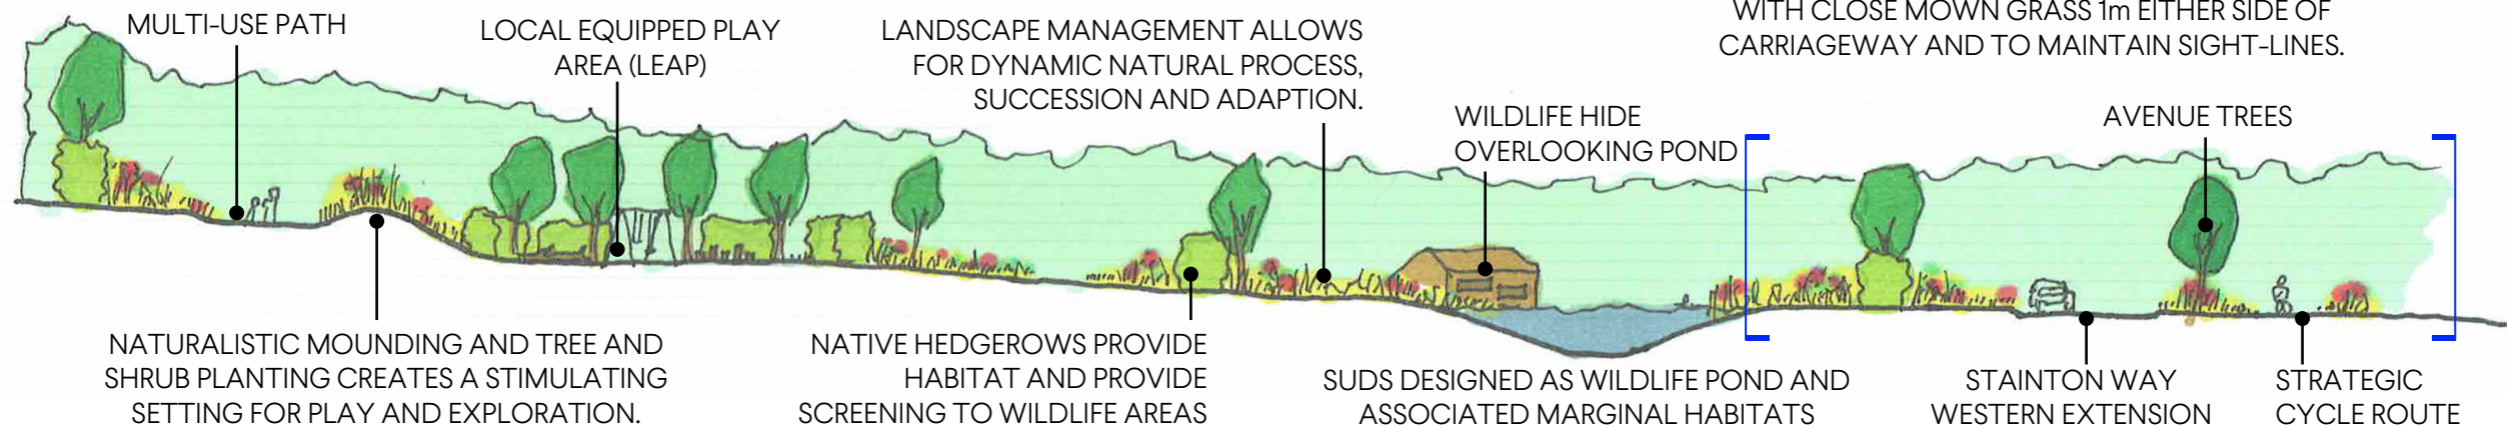 MULTI-USE PATH
LOCAL EQUIPPED PLAY
AREA (LEAP)
LANDSCAPE MANAGEMENT ALLOWS
FOR DYNAMIC NATURAL PROCESS,
SUCCESSION AND ADAPTION.
WILDLIFE HIDE
OVERLOOKING POND
WITH CLOSE MOWN GRASS 1m EITHER SIDE OF
CARRIAGEWAY AND TO MAINTAIN SIGHT-LINES.
AVENUE TREES
NATURALISTIC MOUNDING AND TREE AND
SHRUB PLANTING CREATES A STIMULATING
SETTING FOR PLAY AND EXPLORATION.
NATIVE HEDGEROWS PROVIDE
HABITAT AND PROVIDE
SCREENING TO WILDLIFE AREAS
SUDS DESIGNED AS WILDLIFE POND AND
ASSOCIATED MARGINAL HABITATS
STAINTON WAY
WESTERN EXTENSION
STRATEGIC
CYCLE ROUTE